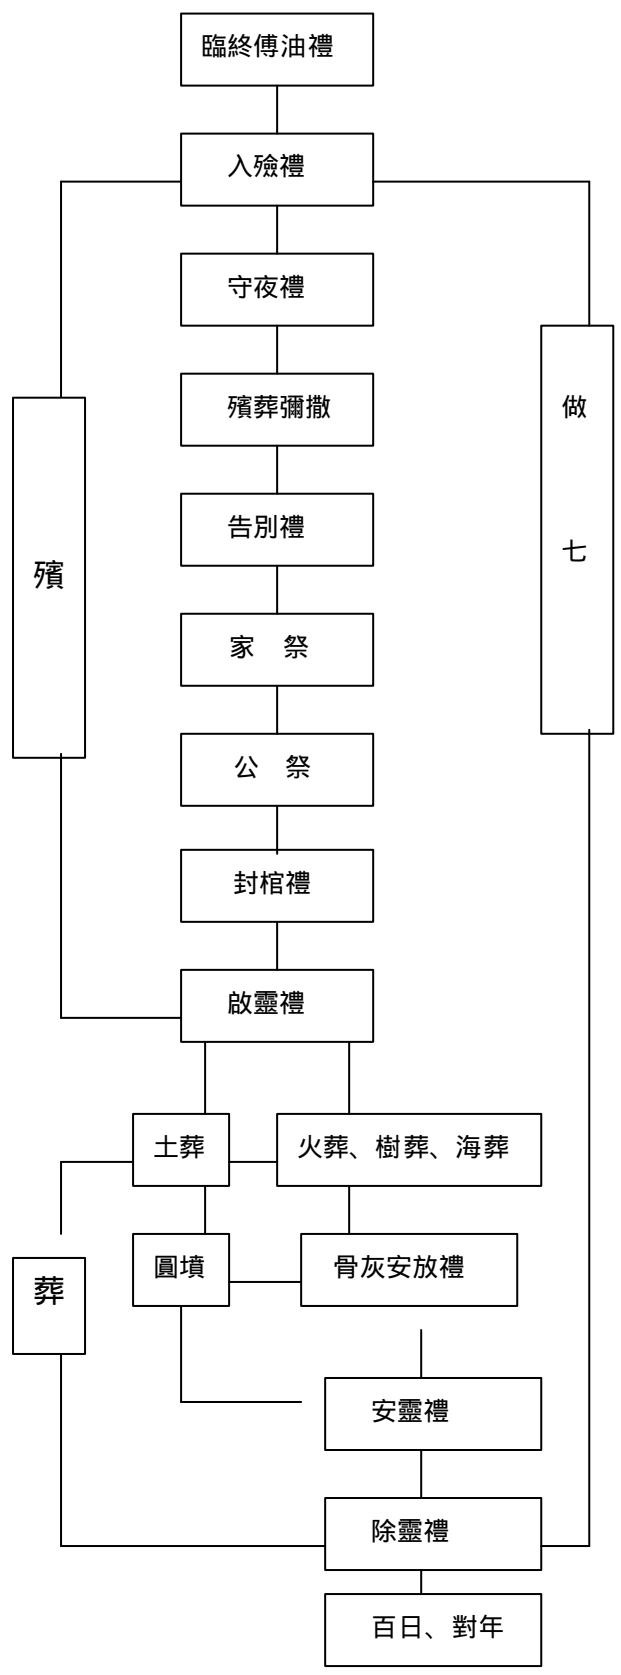 臨終傅油禮
入殮禮
守夜禮
殯葬彌撒
做
七
告別禮
殯
家 祭
公 祭
封棺禮
啟靈禮
土葬
火葬、樹葬、海葬
葬
圓墳
骨灰安放禮
安靈禮
除靈禮
百日、對年